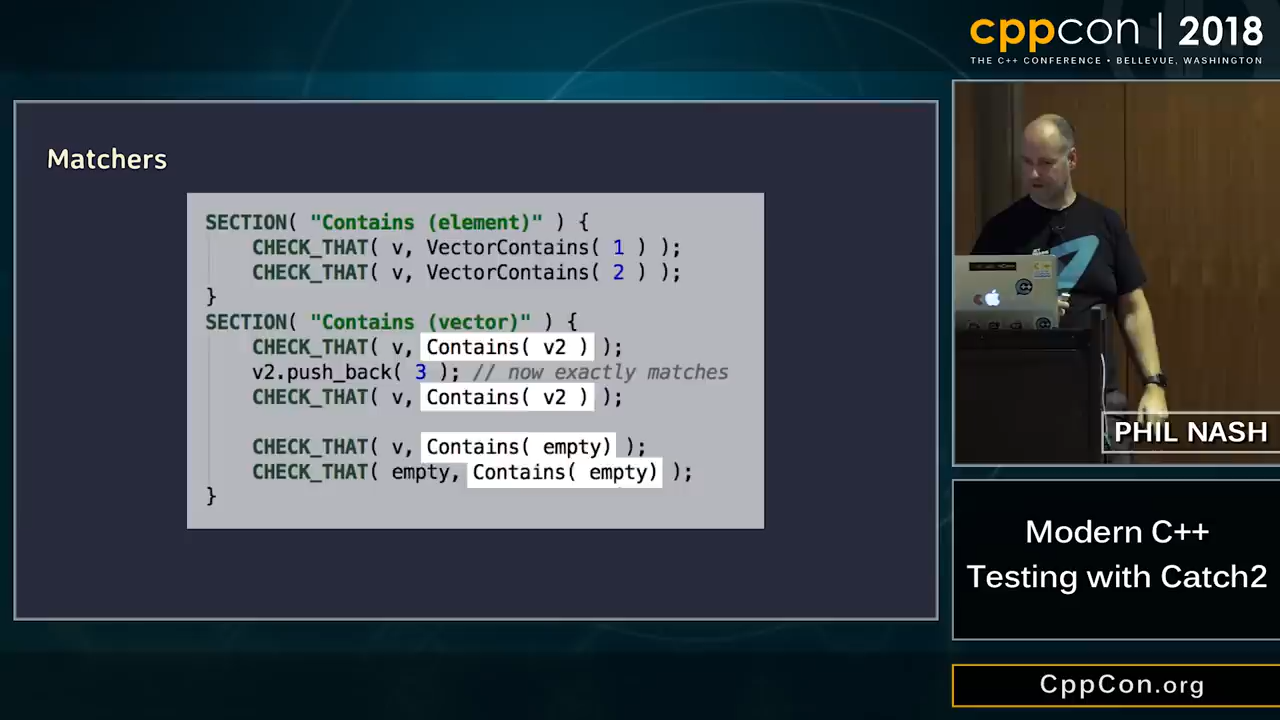 cppcon | 2018
THE C++ CONFERENCE • BELLEVUE, WASHINGTON
Matchers
SECTION( "Contains (element)" ) {
CHECK_THAT( v, VectorContains( 1 ) );
CHECK_THAT( v, VectorContains( 2 ) );
}
SECTION( "Contains (vector)" ) {
CHECK_THAT( v, Contains( v2 ) );
v2.push_back( 3 ); // now exactly matches
CHECK_THAT( v, Contains( v2 ) );
CHECK_THAT( v, Contains( empty) );
CHECK_THAT( empty, Contains( empty) );
}
PHIL NASH
Modern C++
Testing with Catch2
CppCon.org